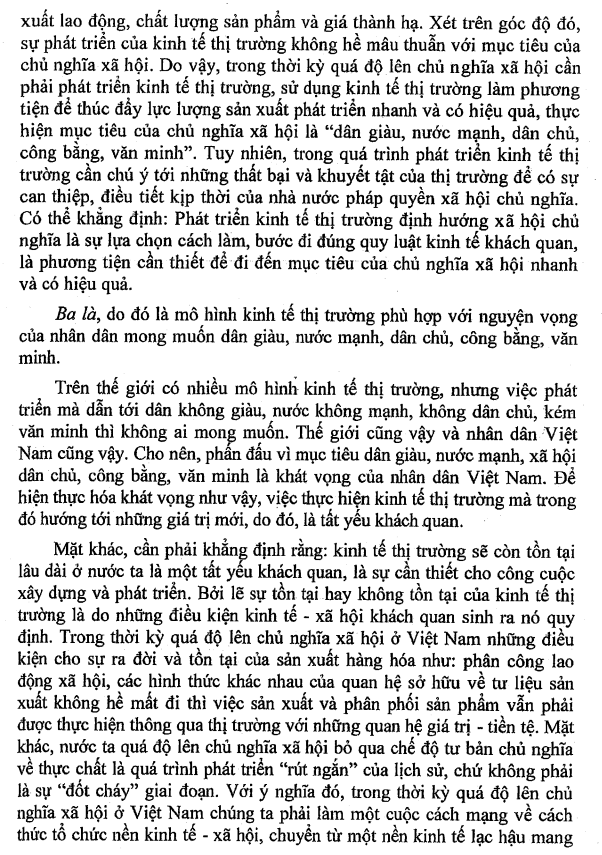 xuất lao động, chất lượng sản phẩm và giá thành hạ. Xét trên góc độ đó,
sự phát triển của kinh tế thị trường không hề mâu thuẫn với mục tiêu của
chủ nghĩa xã hội. Do vậy, trong thời kỳ quá độ lên chủ nghĩa xã hội cần
phải phát triển kinh tế thị trường, sử dụng kinh tế thị trường làm phương
tiện để thúc đẩy lực lượng sản xuất phát triển nhanh và có hiệu quả, thực
hiện mục tiêu của chủ nghĩa xã hội là “dân giàu, nước mạnh, dân chủ,
công bằng, văn minh”. Tuy nhiên, trong quá trình phát triển kinh tế thị
trường cần chú ý tới những thất bại và khuyết tật của thị trường để có sự
can thiệp, điều tiết kịp thời của nhà nước pháp quyền xã hội chủ nghĩa.
Có thể khẳng định: Phát triển kinh tế thị trường định hướng xã hội chủ
nghĩa là sự lựa chọn cách làm, bước đi đúng quy luật kinh tế khách quan,
là phương tiện cần thiết để đi đến mục tiêu của chủ nghĩa xã hội nhanh
và có hiệu quả.
Ba là, do đó là mô hình kinh tế thị trường phù hợp với nguyện vọng
của nhân dân mong muốn dân giàu, nước mạnh, dân chủ, công bằng, văn
minh.
Trên thế giới có nhiều mô hình kinh tế thị trường, nhưng việc phát
triển mà dẫn tới dân không giàu, nước không mạnh, không dân chủ, kém
văn minh thì không ai mong muốn. Thế giới cũng vậy và nhân dân Việt
Nam cũng vậy. Cho nên, phấn đấu vì mục tiêu dân giàu, nước mạnh, xã hội
dân chủ, công bằng, văn minh là khát vọng của nhân dân Việt Nam. Để
hiện thực hóa khát vọng như vậy, việc thực hiện kinh tế thị trường mà trong
đó hướng tới những giá trị mới, do đó, là tất yếu khách quan.
Mặt khác, cần phải khẳng định rằng: kinh tế thị trường sẽ còn tồn tại
lâu dài ở nước ta là một tất yếu khách quan, là sự cần thiết cho công cuộc
xây dựng và phát triển. Bởi lẽ sự tồn tại hay không tồn tại của kinh tế thị
trường là do những điều kiện kinh tế - xã hội khách quan sinh ra nó quy
định. Trong thời kỳ quá độ lên chủ nghĩa xã hội ở Việt Nam những điều
kiện cho sự ra đời và tồn tại của sản xuất hàng hóa như: phân công lao
động xã hội, các hình thức khác nhau của quan hệ sở hữu về tư liệu sản
xuất không hề mất đi thì việc sản xuất và phân phối sản phẩm vẫn phải
được thực hiện thông qua thị trường với những quan hệ giá trị - tiền tệ. Mặt
khác, nước ta quá độ lên chủ nghĩa xã hội bỏ qua chế độ tư bản chủ nghĩa
về thực chất là quá trình phát triển “rút ngắn” của lịch sử, chứ không phải
là sự “đốt cháy” giai đoạn. Với ý nghĩa đó, trong thời kỳ quá độ lên chủ
nghĩa xã hội ở Việt Nam chúng ta phải làm một cuộc cách mạng về cách
thức tổ chức nền kinh tế - xã hội, chuyển từ một nền kinh tế lạc hậu mang